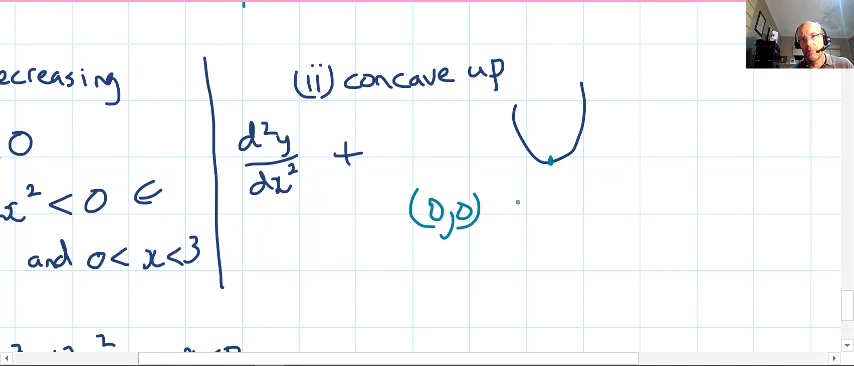 ecreasing
0
x² < 0
and 0 < x < 3
(ii) concave up
d²y/dx² +
(0,0)